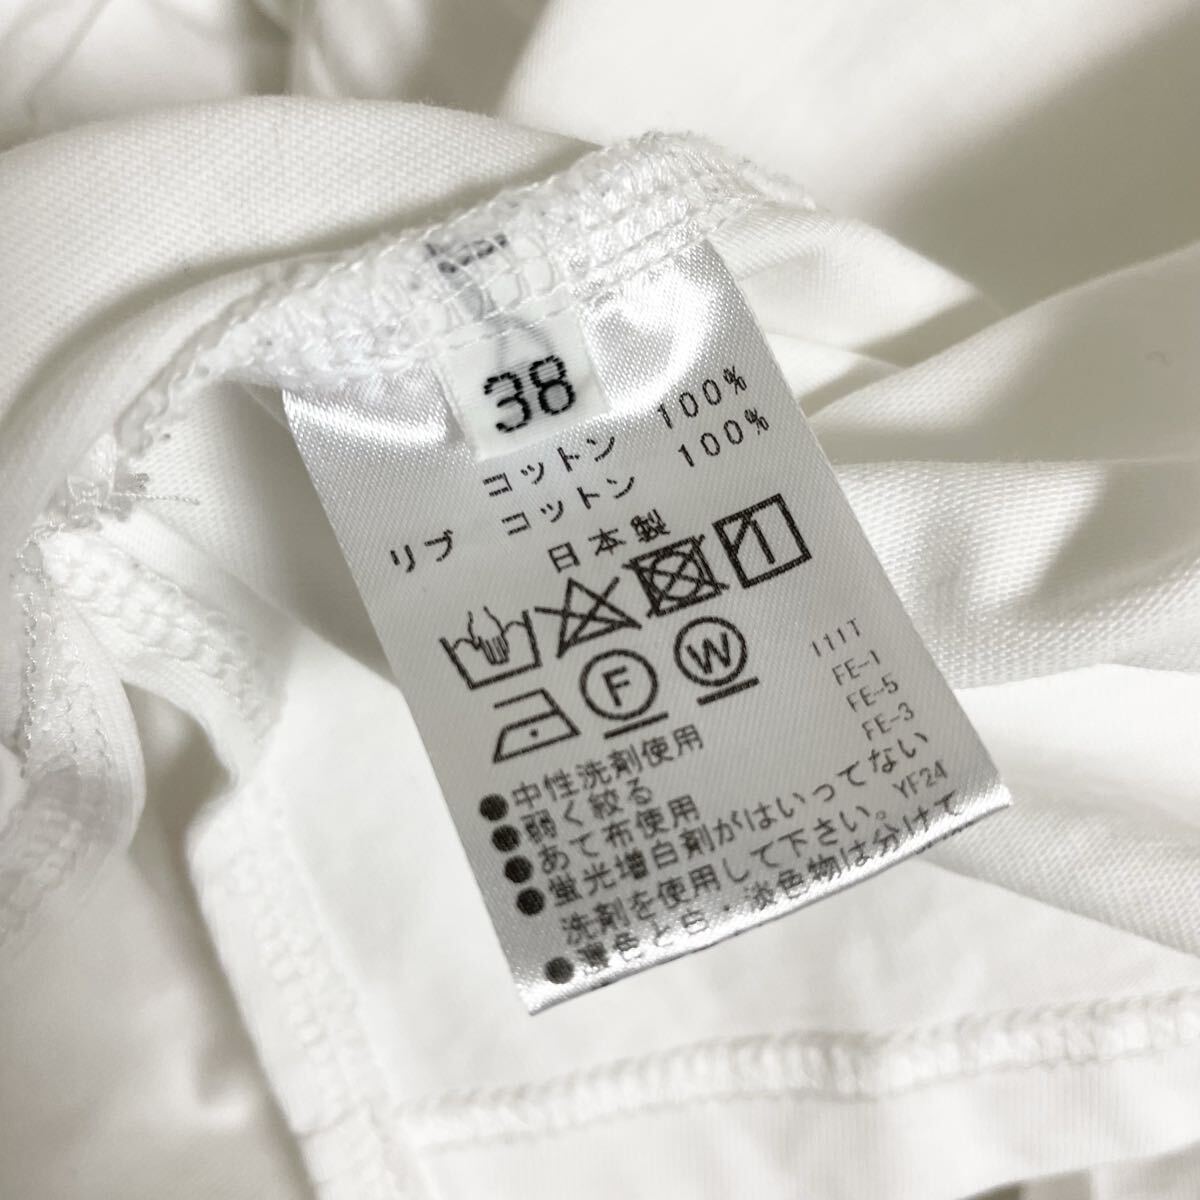 38
コットン 100%
リブ コットン 100%
日本製
F
W
111T
FE-1
FE-5
FE-3
YF24
●中性洗剤使用
●弱く絞る
●あて布使用
●蛍光増白剤がはいってない
洗剤を使用して下さい。
●濃色と白・淡色物は分けて